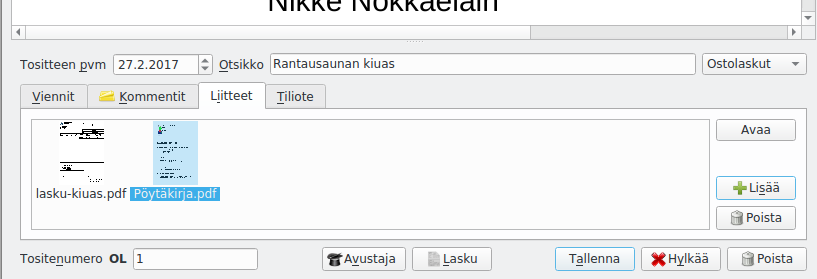 Nikke Nokkaeläin
Tositteen pvm 27.2.2017 Otsikko Rantausaunan kiuas Ostolaskut
Viennit Kommentit Liitteet Tiliote
Avaa
lasku-kiuas.pdf Pöytäkirja.pdf
Lisää
Poista
Tositenumero OL 1 Avustaja Lasku Tallenna Hylkää Poista